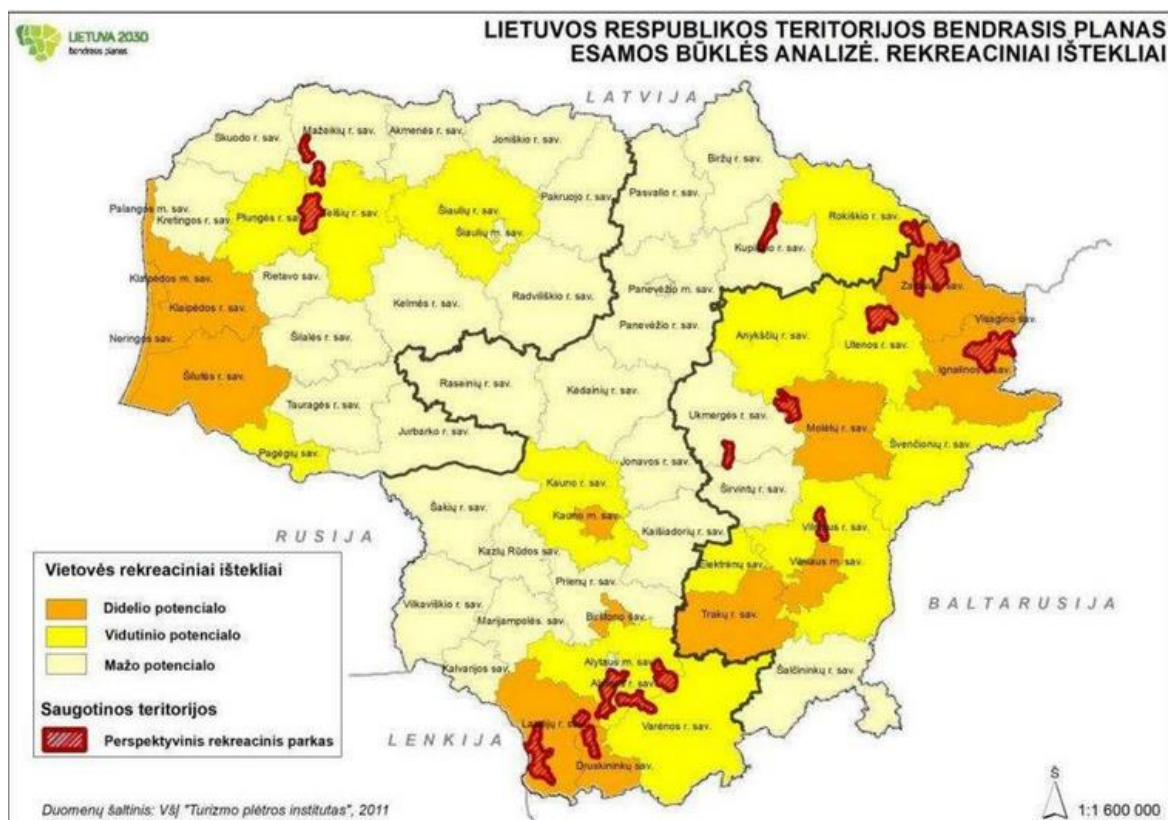 LIETUVA 2030
bendrasis planas
LIETUVOS RESPUBLIKOS TERITORIJOS BENDRASIS PLANAS
ESAMOS BŪKLĖS ANALIZĖ. REKREACINIAI IŠTEKLIAI
LATVIJA
Skuodo r. sav.
Mažeikių r. sav.
Akmenės r. sav.
Joniškio r. sav.
Biržų r. sav.
Pasvalio r. sav.
Pakruojo r. sav.
Palangos m. sav.
Kretingos r. sav.
Plungės r. sav.
Telšių r. sav.
Šiaulių r. sav.
Šiaulių m. sav.
Rokiškio r. sav.
Kupiškio r. sav.
Klaipėdos m. sav.
Klaipėdos r. sav.
Rietavo sav.
Kelmės r. sav.
Radviliškio r. sav.
Panevėžio m. sav.
Panevėžio r. sav.
Zarasų r. sav.
Visagino sav.
Neringos sav.
Šilalės r. sav.
Anykščių r. sav.
Utenos r. sav.
Ignalinos r. sav.
Šilutės r. sav.
Raseinių r. sav.
Kėdainių r. sav.
Tauragės r. sav.
Ukmergės r. sav.
Molėtų r. sav.
Jurbarko r. sav.
Švenčionių r. sav.
Pagėgių sav.
Jonavos r. sav.
Širvintų r. sav.
Kauno r. sav.
Šakių r. sav.
Kauno m. sav.
Kaišiadorių r. sav.
Vilniaus r. sav.
RUSIJA
Kazlų Rūdos sav.
Elektrėnų sav.
Vilniaus m. sav.
Prienų r. sav.
Vilkaviškio r. sav.
Marijampolės. sav.
Birštono sav.
Trakų r. sav.
BALTARUSIJA
Kalvarijos sav.
Alytaus m. sav.
Alytaus r. sav.
Šalčininkų r. sav.
Lazdijų r. sav.
Varėnos r. sav.
LENKIJA
Druskininkų sav.
Vietovės rekreaciniai ištekliai
Didelio potencialo
Vidutinio potencialo
Mažo potencialo
Saugotinos teritorijos
Perspektyvinis rekreacinis parkas
Duomenų šaltinis: VšĮ "Turizmo plėtros institutas", 2011
Š
1:1 600 000